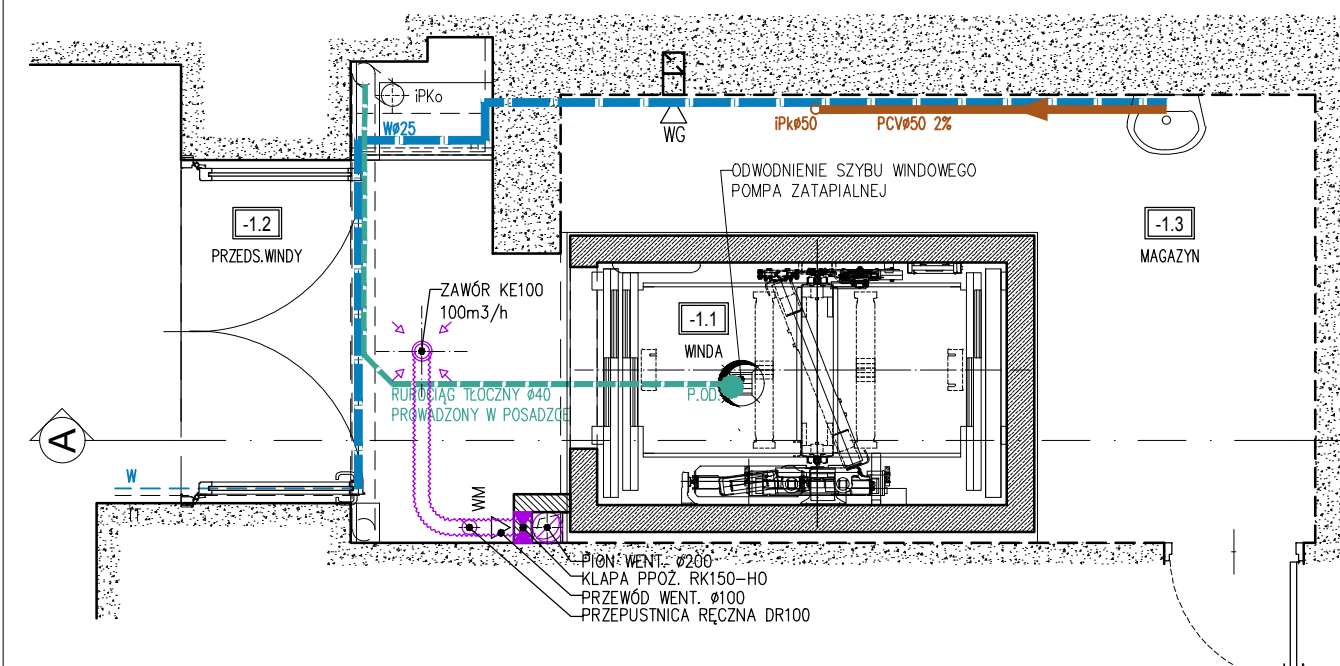 iPKo
Wø25
WG
iPkø50
PCVø50 2%
ODWODNIENIE SZYBU WINDOWEGO
POMPA ZATAPIALNEJ
-1.2
PRZEDS.WINDY
-1.3
MAGAZYN
ZAWÓR KE100
100m3/h
-1.1
WINDA
RUROCIĄG TŁOCZNY ø40
PROWADZONY W POSADZCE
P.OD.
A
W
WM
PION WENT. ø200
KLAPA PPOŻ. RK150-HO
PRZEWÓD WENT. ø100
PRZEPUSTNICA RĘCZNA DR100